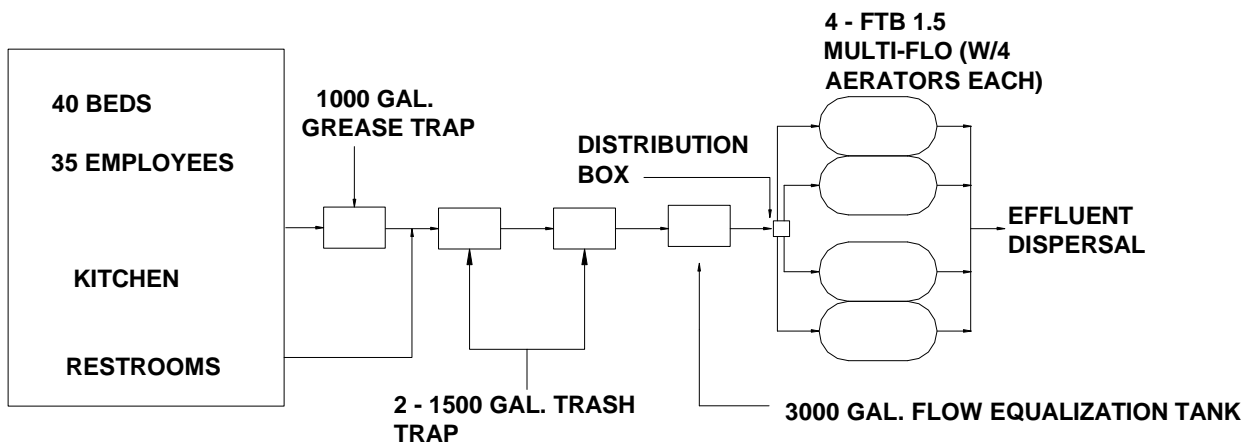 40 BEDS
35 EMPLOYEES
KITCHEN
RESTROOMS
1000 GAL.
GREASE TRAP
2 - 1500 GAL. TRASH
TRAP
DISTRIBUTION
BOX
3000 GAL. FLOW EQUALIZATION TANK
4 - FTB 1.5
MULTI-FLO (W/4
AERATORS EACH)
EFFLUENT
DISPERSAL